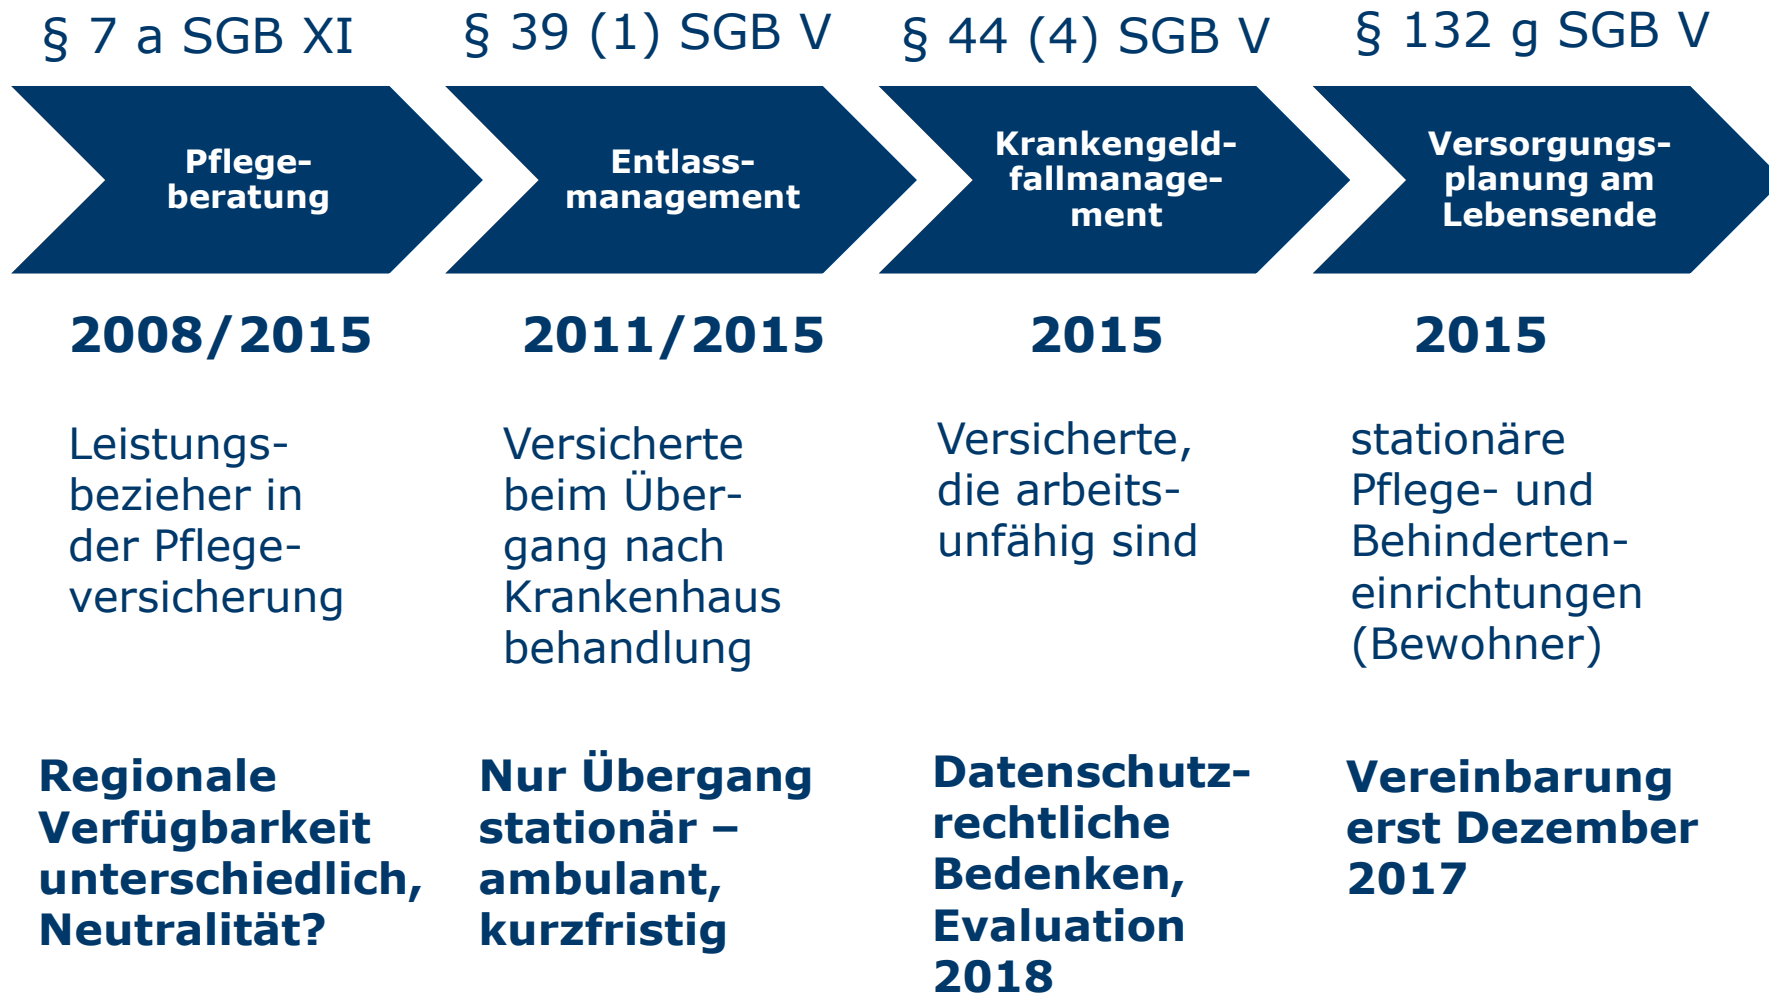 § 7 a SGB XI
§ 39 (1) SGB V
§ 44 (4) SGB V
§ 132 g SGB V
Pflege-
beratung
Entlass-
management
Krankengeld-
fallmanage-
ment
Versorgungs-
planung am
Lebensende
2008/2015
2011/2015
2015
2015
Leistungs-
bezieher in
der Pflege-
versicherung
Versicherte
beim Über-
gang nach
Krankenhaus
behandlung
Versicherte,
die arbeits-
unfähig sind
stationäre
Pflege- und
Behinderten-
einrichtungen
(Bewohner)
Regionale
Verfügbarkeit
unterschiedlich,
Neutralität?
Nur Übergang
stationär –
ambulant,
kurzfristig
Datenschutz-
rechtliche
Bedenken,
Evaluation
2018
Vereinbarung
erst Dezember
2017